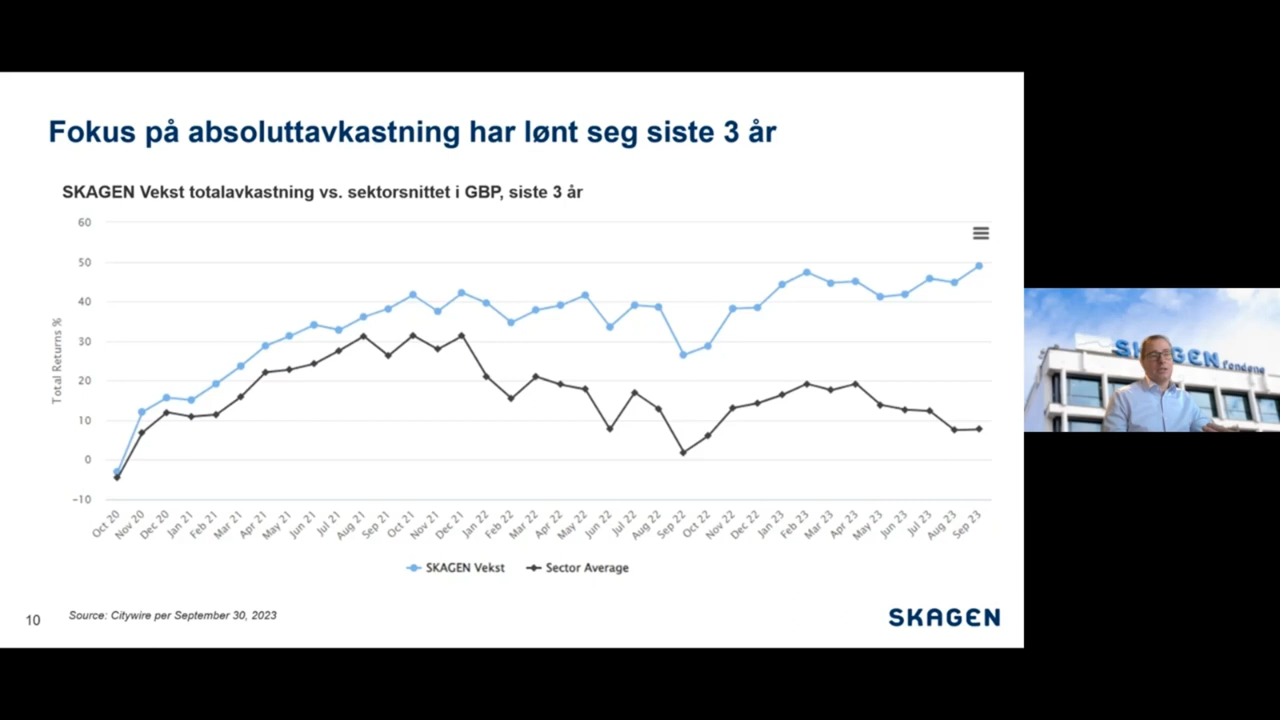 Fokus på absoluttavkastning har lønt seg siste 3 år
SKAGEN Vekst totalavkastning vs. sektorsnittet i GBP, siste 3 år
60
50
40
30
20
10
0
-10
Total Returns %
Oct 20
Nov 20
Dec 20
Jan 21
Feb 21
Mar 21
Apr 21
May 21
Jun 21
Jul 21
Aug 21
Sep 21
Oct 21
Nov 21
Dec 21
Jan 22
Feb 22
Mar 22
Apr 22
May 22
Jun 22
Jul 22
Aug 22
Sep 22
Oct 22
Nov 22
Dec 22
Jan 23
Feb 23
Mar 23
Apr 23
May 23
Jun 23
Jul 23
Aug 23
Sep 23
SKAGEN Vekst
Sector Average
10
Source: Citywire per September 30, 2023
SKAGEN
SKAGEN fondene